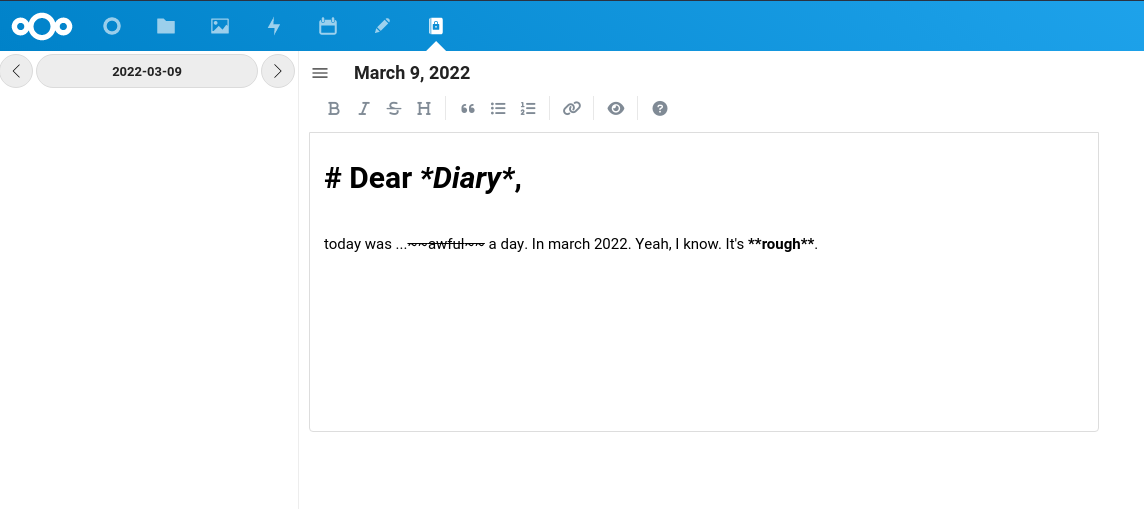 2022-03-09
March 9, 2022
B I S H
# Dear *Diary*,
today was ...~~awful~~ a day. In march 2022. Yeah, I know. It's **rough**.